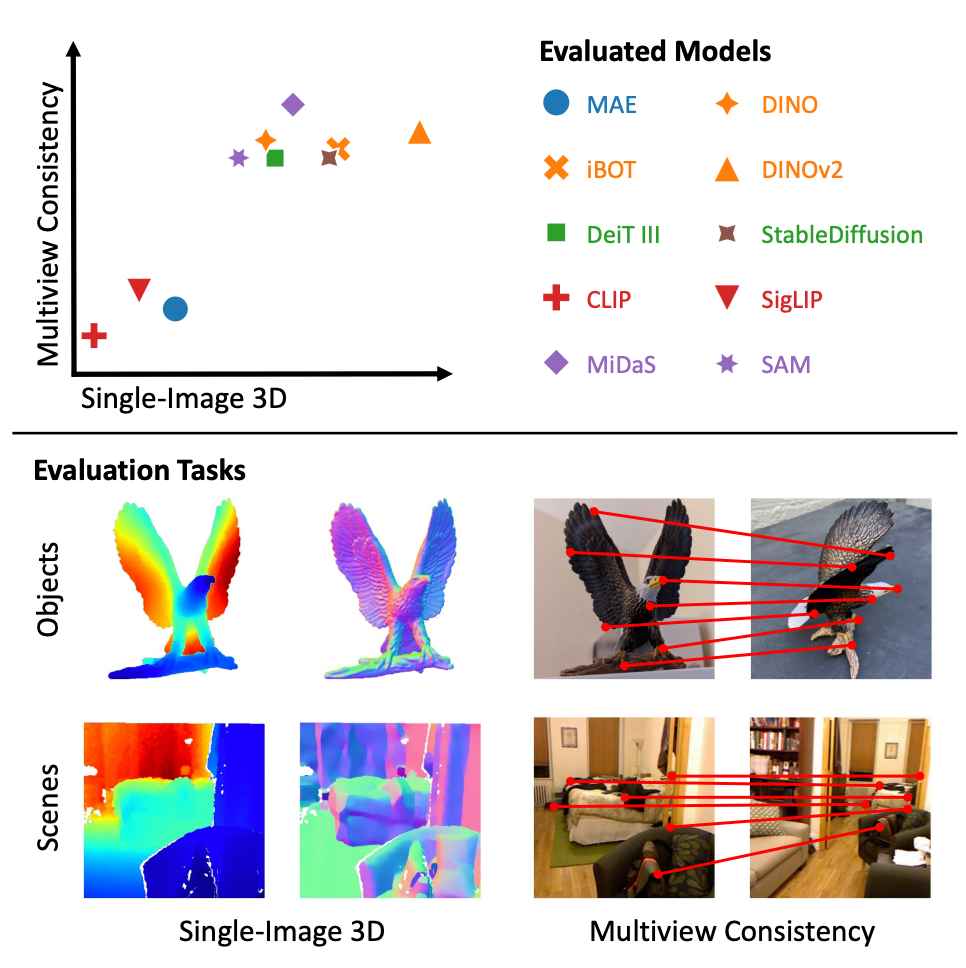 Multiview Consistency
Single-Image 3D
Evaluated Models
MAE
DINO
iBOT
DINOv2
DeiT III
StableDiffusion
CLIP
SigLIP
MiDaS
SAM
Evaluation Tasks
Objects
Scenes
Single-Image 3D
Multiview Consistency